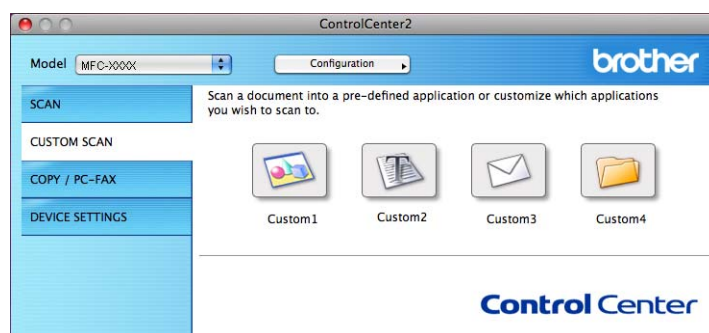 ControlCenter2
Model MFC-XXXX Configuration brother
SCAN
CUSTOM SCAN
COPY / PC-FAX
DEVICE SETTINGS
Scan a document into a pre-defined application or customize which applications
you wish to scan to.
Custom1 Custom2 Custom3 Custom4
Control Center